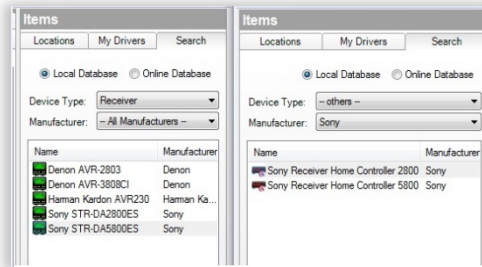 Items
Locations My Drivers Search
Local Database Online Database
Device Type: Receiver
Manufacturer: -- All Manufacturers --
Name Manufacturer
Denon AVR-2803 Denon
Denon AVR-3808CI Denon
Harman Kardon AVR230 Harman Ka...
Sony STR-DA2800ES Sony
Sony STR-DA5800ES Sony
Items
Locations My Drivers Search
Local Database Online Database
Device Type: -- others --
Manufacturer: Sony
Name Manufacturer
Sony Receiver Home Controller 2800 Sony
Sony Receiver Home Controller 5800 Sony